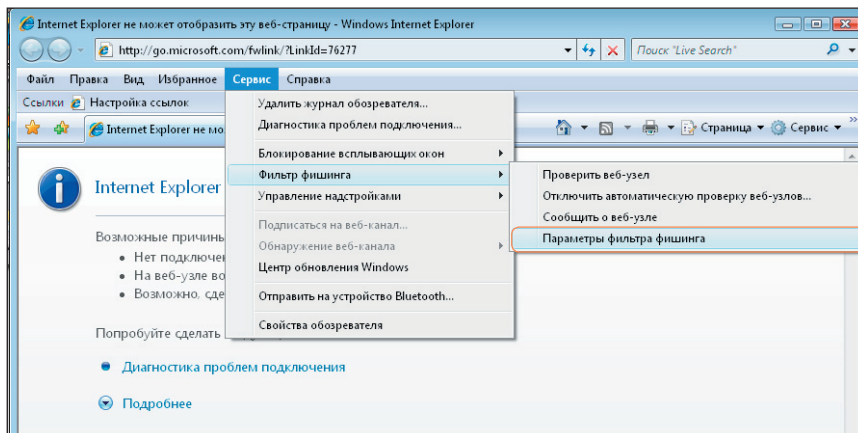 Internet Explorer не может отобразить эту веб-страницу - Windows Internet Explorer
http://go.microsoft.com/fwlink/?LinkId=76277
Поиск "Live Search"
Файл Правка Вид Избранное Сервис Справка
Ссылки Настройка ссылок
Internet Explorer не мо
Страница Сервис »
Удалить журнал обозревателя...
Диагностика проблем подключения...
Блокирование всплывающих окон
Фильтр фишинга
Управление надстройками
Подписаться на веб-канал...
Обнаружение веб-канала
Центр обновления Windows
Отправить на устройство Bluetooth...
Свойства обозревателя
Проверить веб-узел
Отключить автоматическую проверку веб-узлов...
Сообщить о веб-узле
Параметры фильтра фишинга
Internet Explorer
Возможные причины
• Нет подключен
• На веб-узле во
• Возможно, сде
Попробуйте сделать
Диагностика проблем подключения
Подробнее